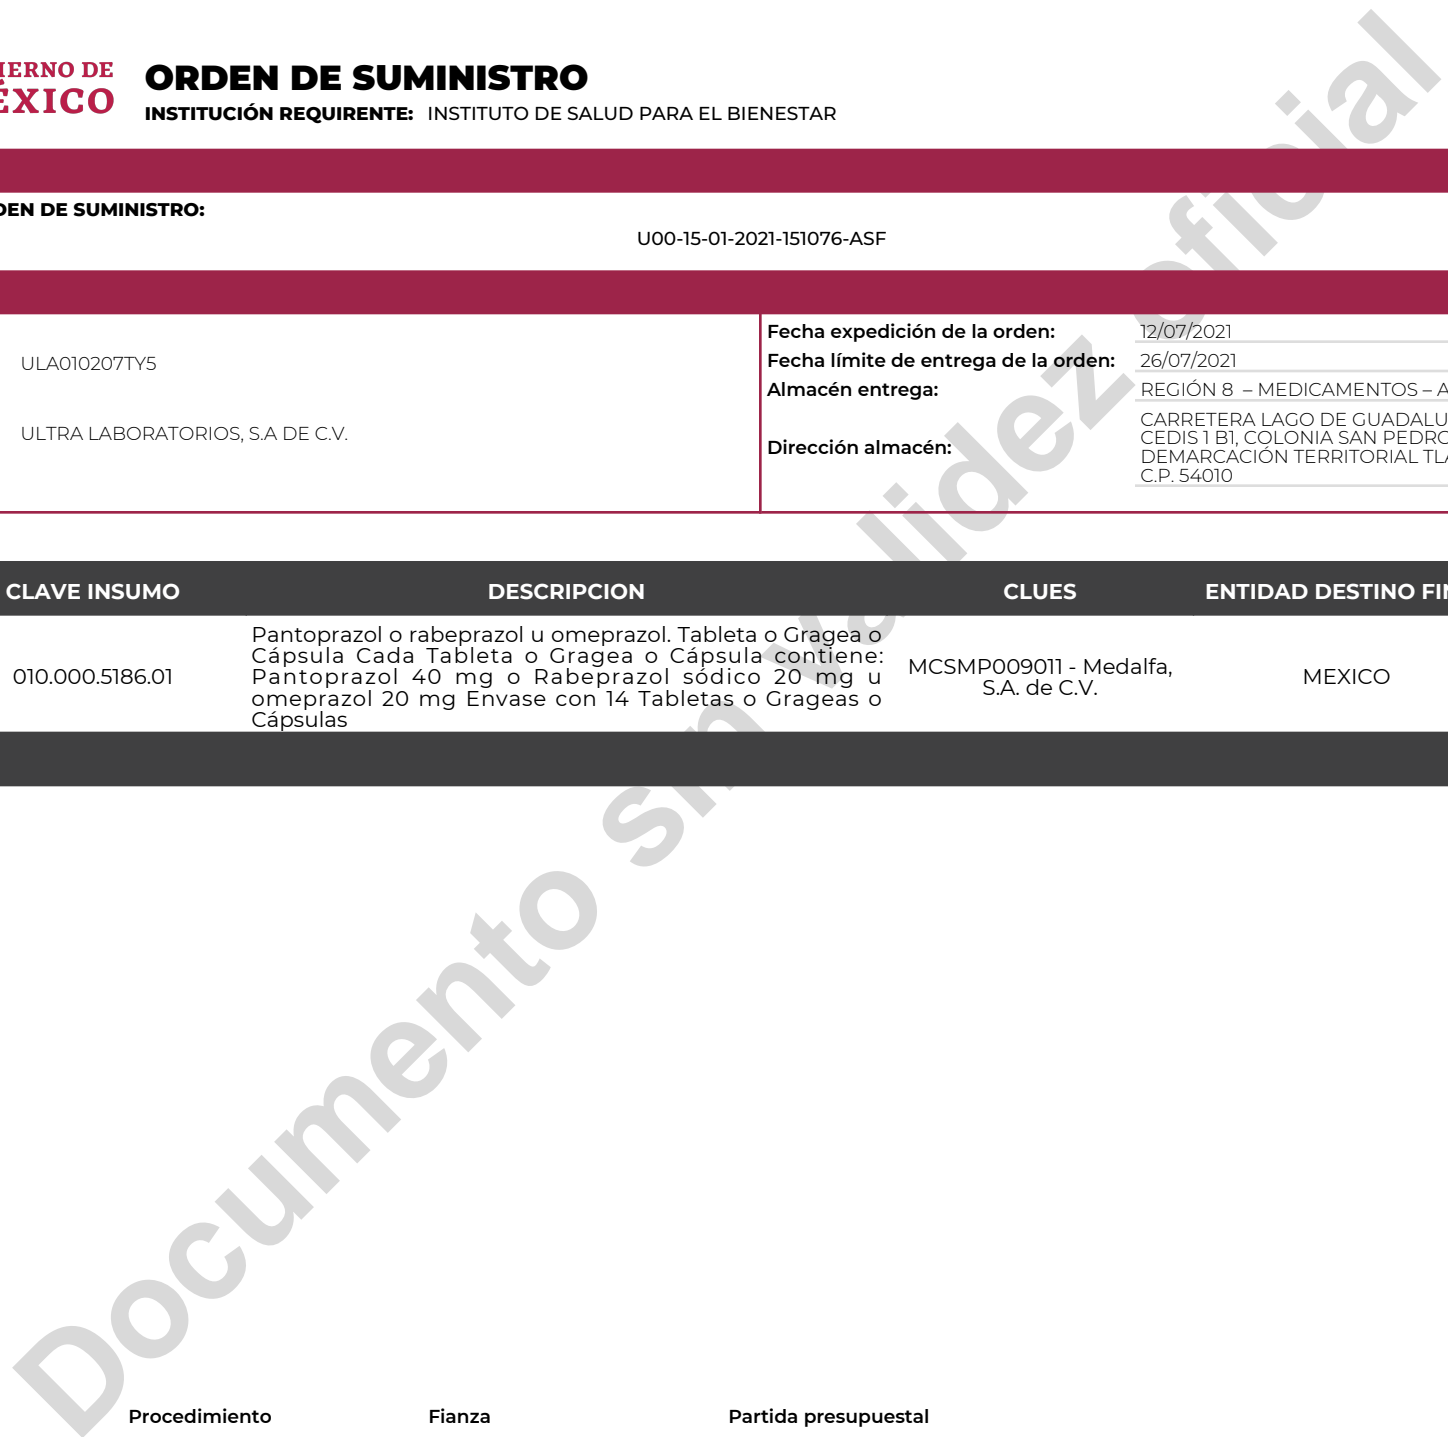 IERNO DE
ÉXICO
ORDEN DE SUMINISTRO
INSTITUCIÓN REQUIRENTE: INSTITUTO DE SALUD PARA EL BIENESTAR
DEN DE SUMINISTRO:
U00-15-01-2021-151076-ASF
ULA010207TY5
ULTRA LABORATORIOS, S.A DE C.V.
Fecha expedición de la orden: 12/07/2021
Fecha límite de entrega de la orden: 26/07/2021
Almacén entrega: REGIÓN 8 – MEDICAMENTOS – A
Dirección almacén:
CARRETERA LAGO DE GUADALU
CEDIS 1 B1, COLONIA SAN PEDRO
DEMARCACIÓN TERRITORIAL TLA
C.P. 54010
CLAVE INSUMO DESCRIPCION CLUES ENTIDAD DESTINO FIN
010.000.5186.01
Pantoprazol o rabeprazol u omeprazol. Tableta o Gragea o
Cápsula Cada Tableta o Gragea o Cápsula contiene:
Pantoprazol 40 mg o Rabeprazol sódico 20 mg u
omeprazol 20 mg Envase con 14 Tabletas o Grageas o
Cápsulas
MCSMP009011 - Medalfa,
S.A. de C.V.
MEXICO
Documento sin validez oficial
Procedimiento Fianza Partida presupuestal